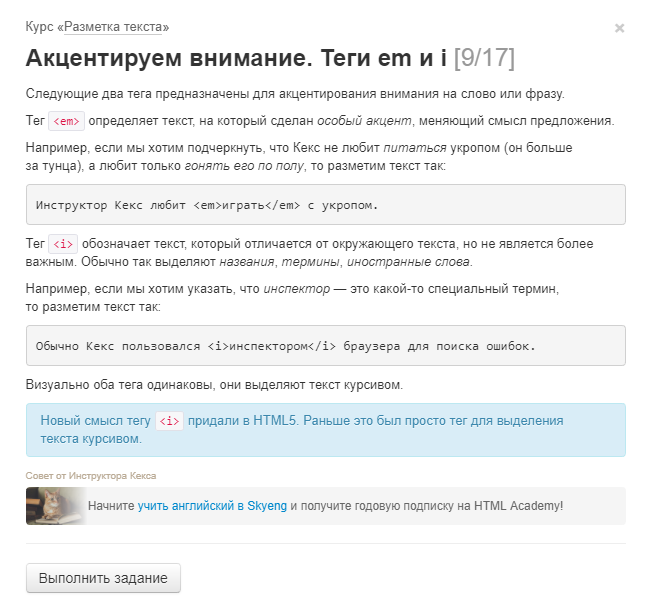 Курс «Разметка текста»
×
Акцентируем внимание. Теги em и i [9/17]
Следующие два тега предназначены для акцентирования внимания на слово или фразу.
Тег <em> определяет текст, на который сделан особый акцент, меняющий смысл предложения.
Например, если мы хотим подчеркнуть, что Кекс не любит питаться укропом (он больше
за тунца), а любит только гонять его по полу, то разметим текст так:
Инструктор Кекс любит <em>играть</em> с укропом.
Тег <i> обозначает текст, который отличается от окружающего текста, но не является более
важным. Обычно так выделяют названия, термины, иностранные слова.
Например, если мы хотим указать, что инспектор — это какой-то специальный термин,
то разметим текст так:
Обычно Кекс пользовался <i>инспектором</i> браузера для поиска ошибок.
Визуально оба тега одинаковы, они выделяют текст курсивом.
Новый смысл тегу <i> придали в HTML5. Раньше это был просто тег для выделения
текста курсивом.
Совет от Инструктора Кекса
Начните учить английский в Skyeng и получите годовую подписку на HTML Academy!
Выполнить задание